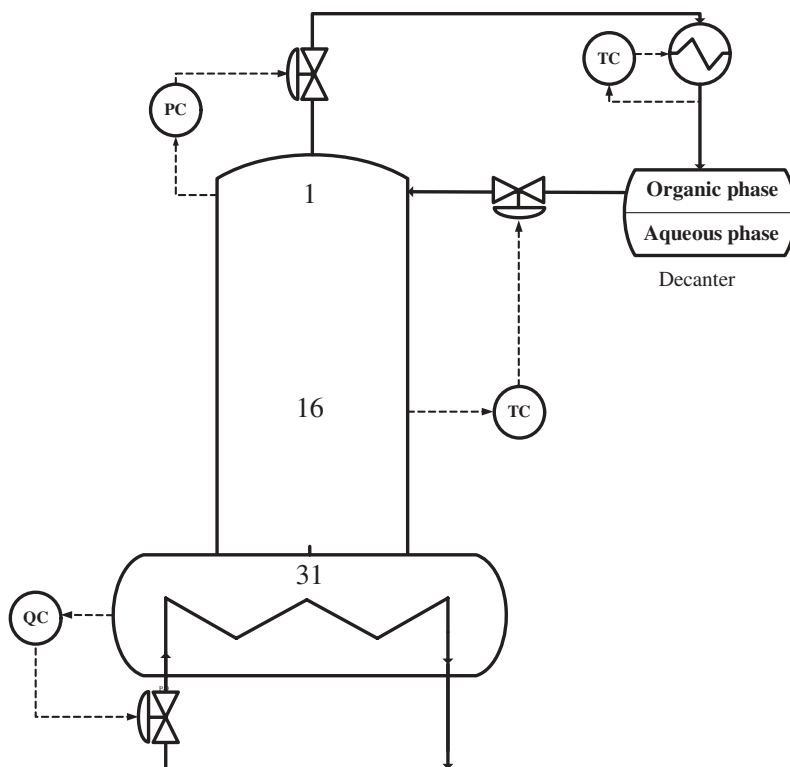 TC
PC
1
Organic phase
Aqueous phase
Decanter
16
TC
31
QC